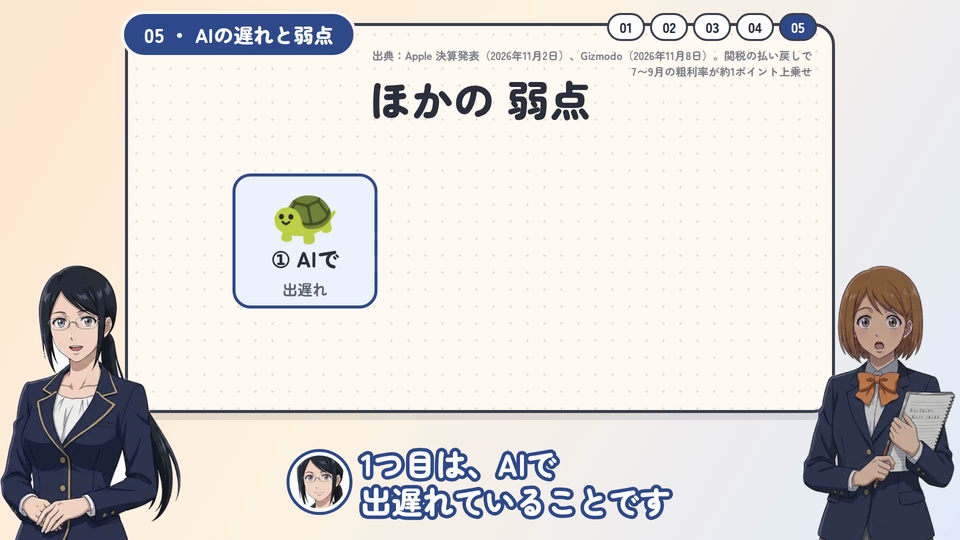 05 ・ AIの遅れと弱点
01 02 03 04 05
出典：Apple 決算発表（2026年11月2日）、Gizmodo（2026年11月8日）。関税の払い戻しで
7〜9月の粗利率が約1ポイント上乗せ
ほかの 弱点
① AIで
出遅れ
1つ目は、AIで
出遅れていることです